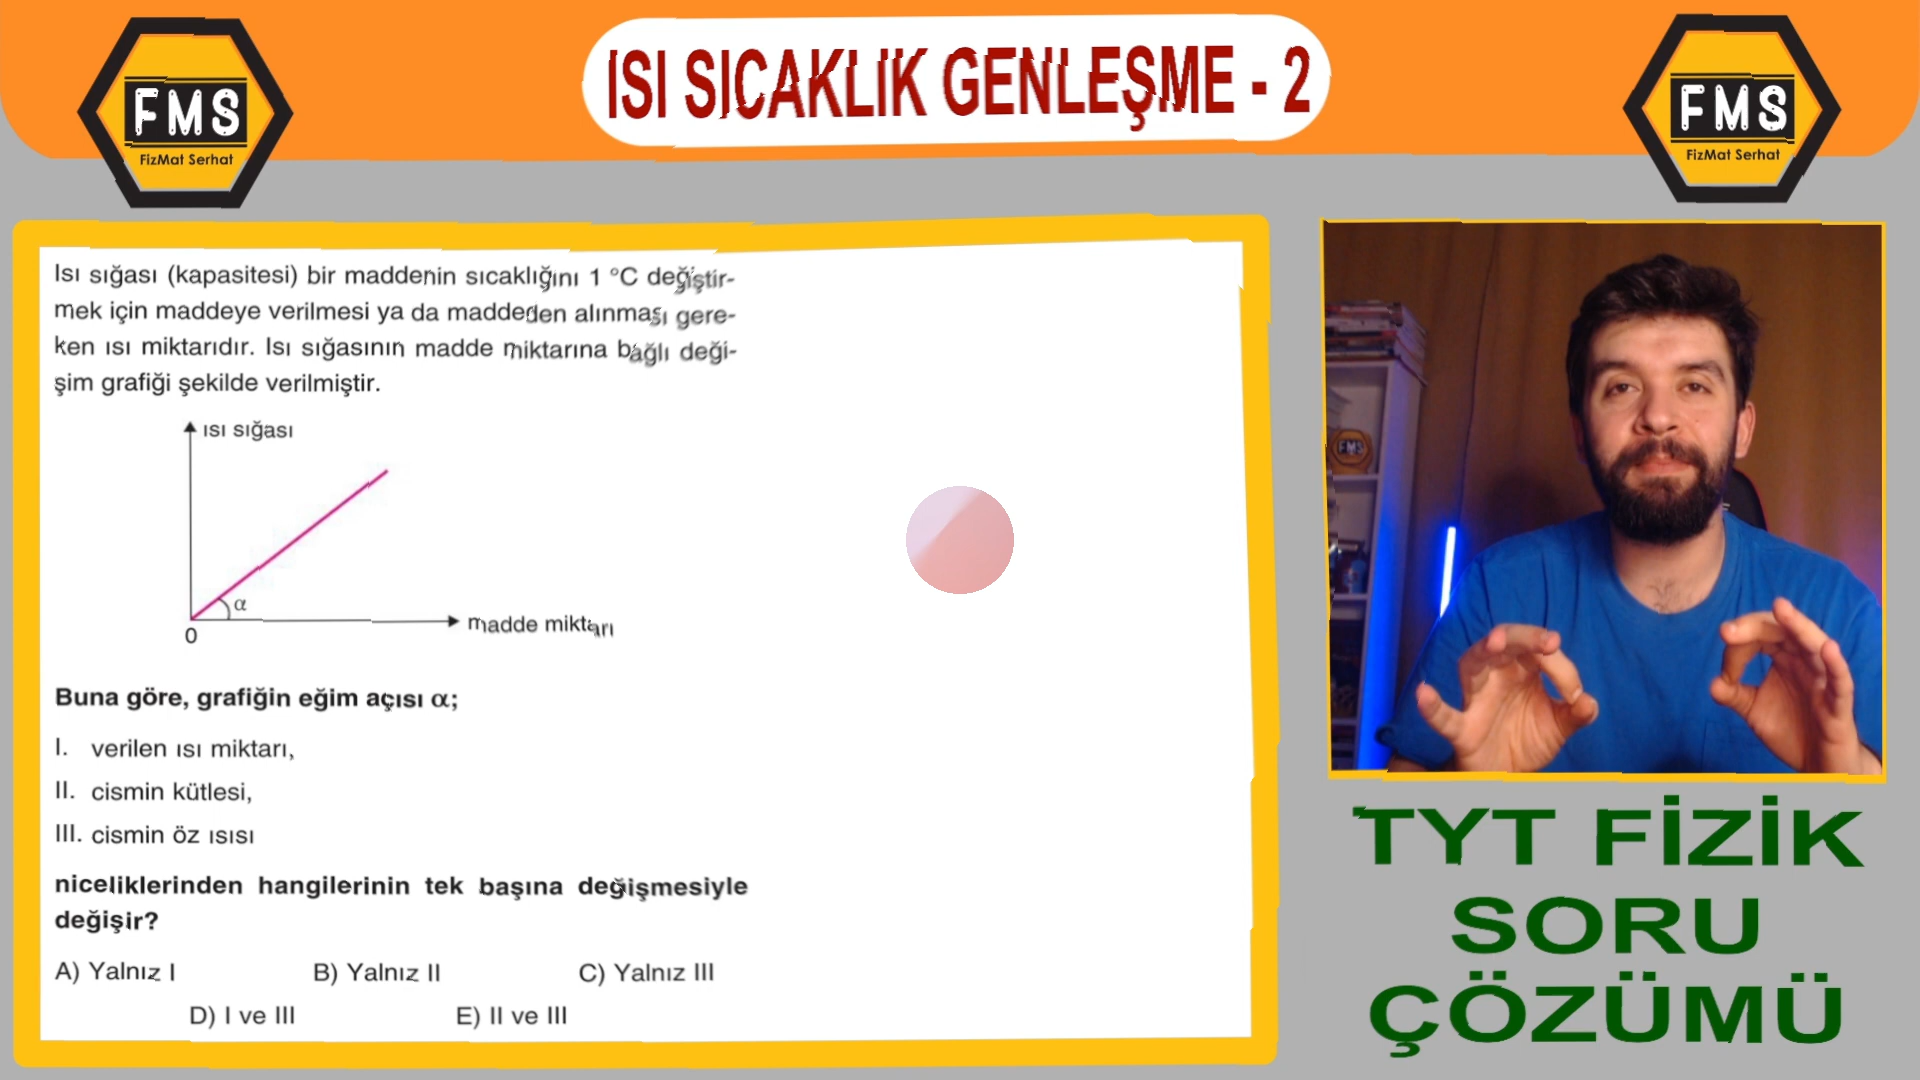 ISI SICAKLIK GENLEŞME - 2
FMS
FizMat Serhat
FMS
FizMat Serhat
Isı sığası (kapasitesi) bir maddenin sıcaklığını 1 °C değiştir-
mek için maddeye verilmesi ya da maddeden alınması gere-
ken ısı miktarıdır. Isı sığasının madde miktarına bağlı deği-
şim grafiği şekilde verilmiştir.
ısı sığası
α
0
madde miktarı
Buna göre, grafiğin eğim açısı α;
I. verilen ısı miktarı,
II. cismin kütlesi,
III. cismin öz ısısı
niceliklerinden hangilerinin tek başına değişmesiyle
değişir?
A) Yalnız I
B) Yalnız II
C) Yalnız III
D) I ve III
E) II ve III
FMS
TYT FİZİK
SORU
ÇÖZÜMÜ